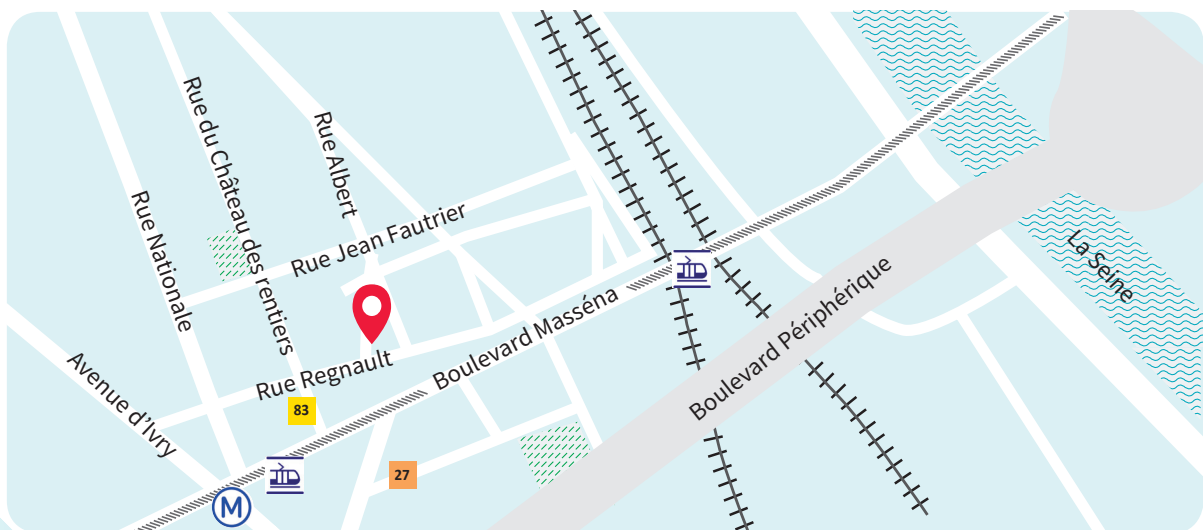 Rue du Château des rentiers
Rue Albert
Rue Nationale
Rue Jean Fautrier
La Seine
Avenue d'Ivry
Rue Regnault
Boulevard Masséna
Boulevard Périphérique
83
27
M